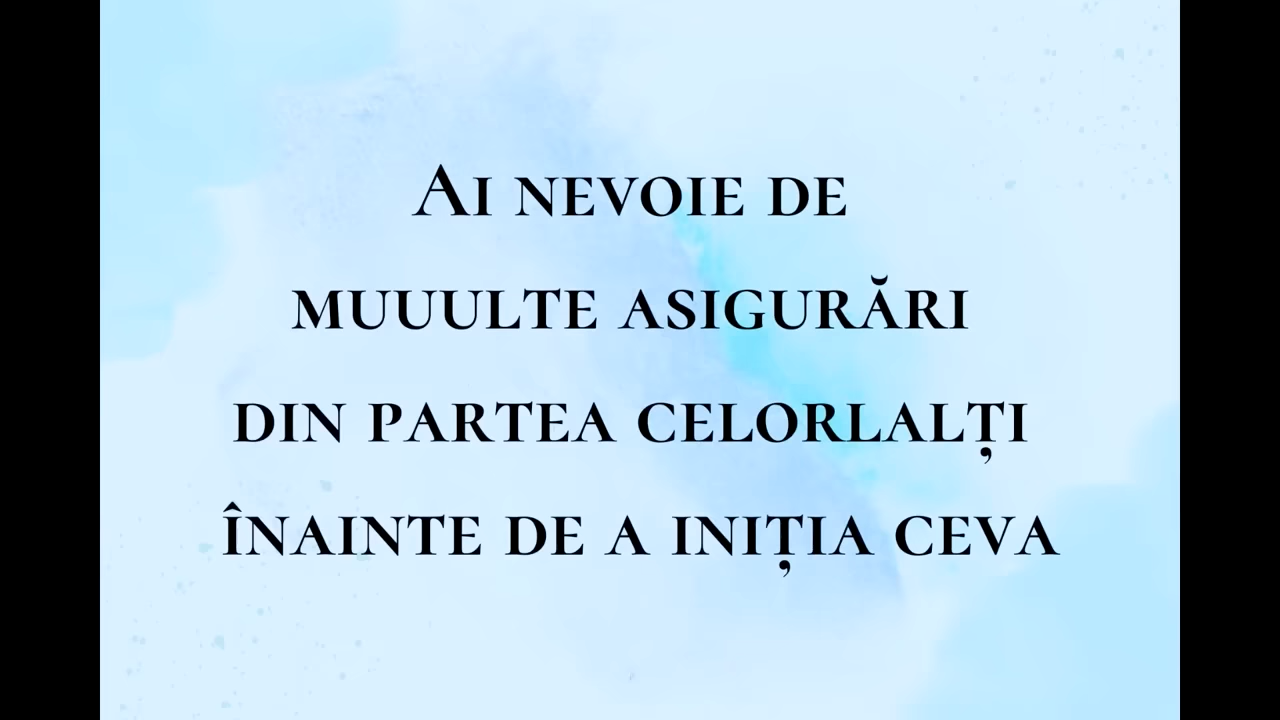 Ai nevoie de
muuulte asigurări
din partea celorlalți
înainte de a iniția ceva